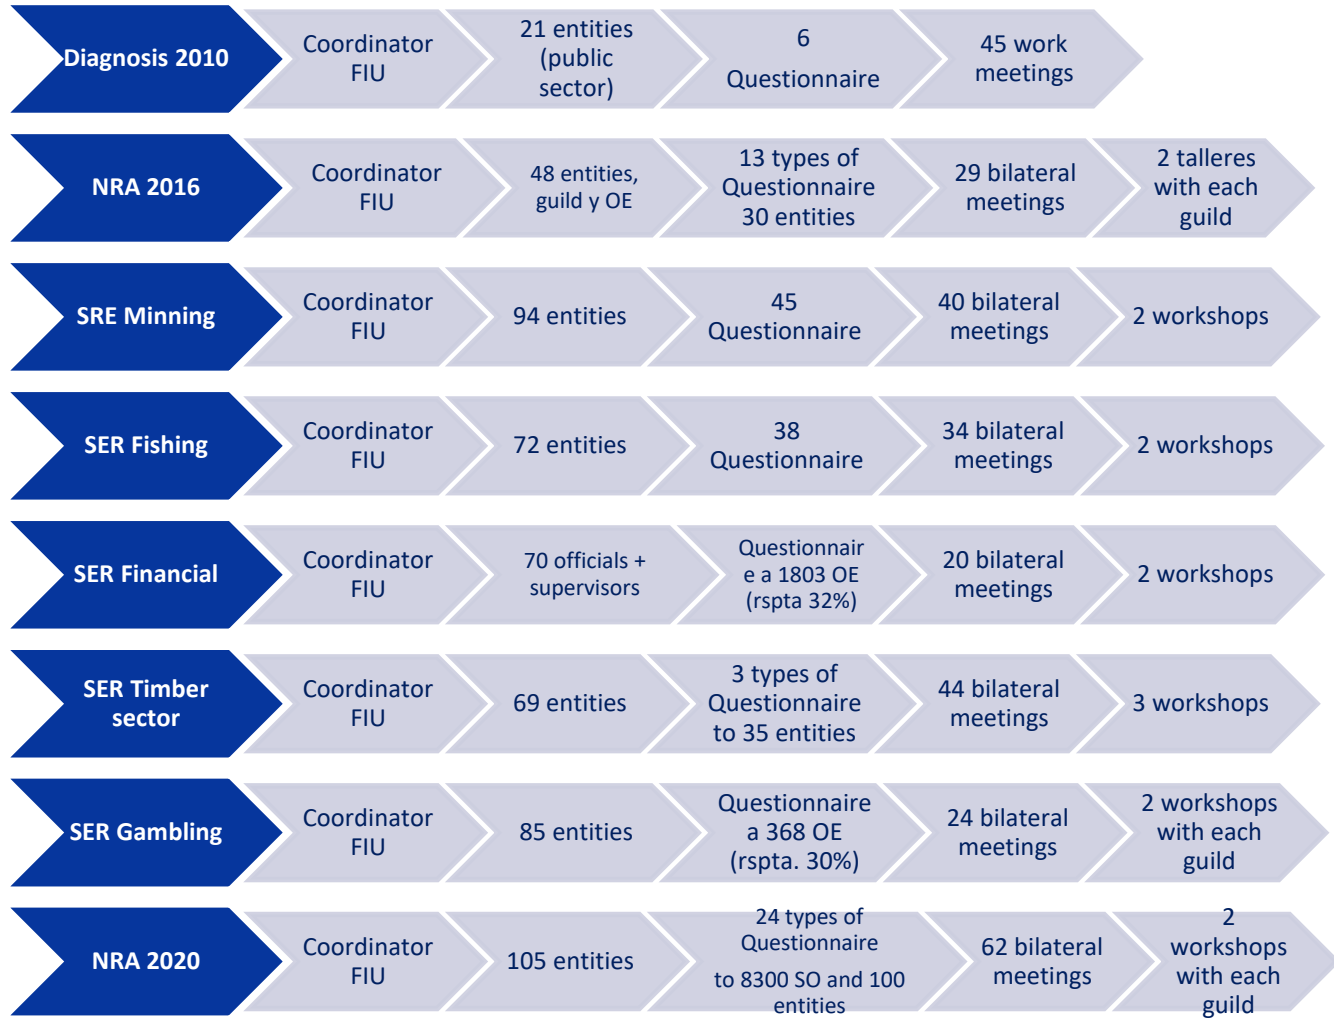 Diagnosis 2010
Coordinator
FIU
21 entities
(public
sector)
6
Questionnaire
45 work
meetings
NRA 2016
Coordinator
FIU
48 entities,
guild y OE
13 types of
Questionnaire
30 entities
29 bilateral
meetings
2 talleres
with each
guild
SRE Minning
Coordinator
FIU
94 entities
45
Questionnaire
40 bilateral
meetings
2 workshops
SER Fishing
Coordinator
FIU
72 entities
38
Questionnaire
34 bilateral
meetings
2 workshops
SER Financial
Coordinator
FIU
70 officials +
supervisors
Questionnair
e a 1803 OE
(rspta 32%)
20 bilateral
meetings
2 workshops
SER Timber
sector
Coordinator
FIU
69 entities
3 types of
Questionnaire
to 35 entities
44 bilateral
meetings
3 workshops
SER Gambling
Coordinator
FIU
85 entities
Questionnaire
a 368 OE
(rspta. 30%)
24 bilateral
meetings
2 workshops
with each
guild
NRA 2020
Coordinator
FIU
105 entities
24 types of
Questionnaire
to 8300 SO and 100
entities
62 bilateral
meetings
2
workshops
with each
guild